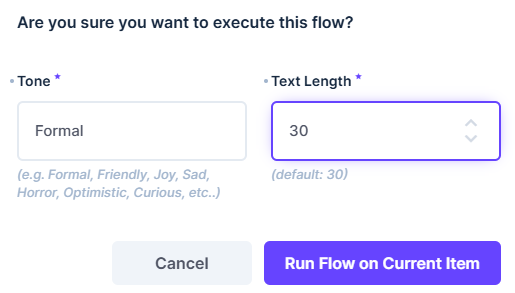 Are you sure you want to execute this flow?
Tone *
Text Length *
Formal
30
(e.g. Formal, Friendly, Joy, Sad,
Horror, Optimistic, Curious, etc..)
(default: 30)
Cancel
Run Flow on Current Item